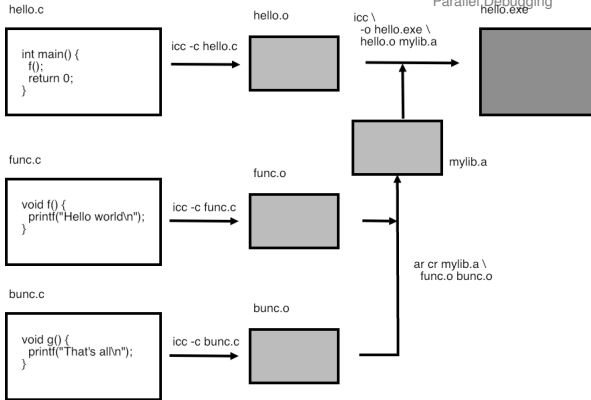 Parallel Debugging
hello.c
hello.o
icc \
-o hello.exe \
hello.o mylib.a
hello.exe
int main() {
f();
return 0;
}
icc -c hello.c
mylib.a
func.c
func.o
void f() {
printf("Hello world\n");
}
icc -c func.c
ar cr mylib.a \
func.o bunc.o
bunc.c
bunc.o
void g() {
printf("That's all\n");
}
icc -c bunc.c